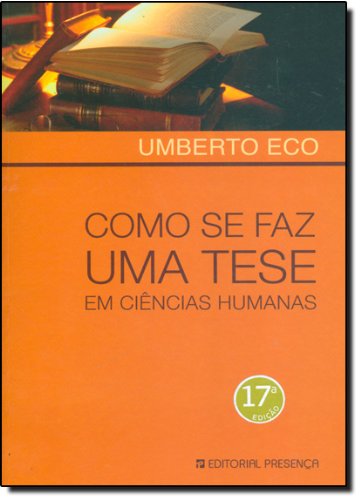 UMBERTO ECO
COMO SE FAZ
UMA TESE
EM CIÊNCIAS HUMANAS
17ª
EDIÇÃO
EDITORIAL PRESENÇA